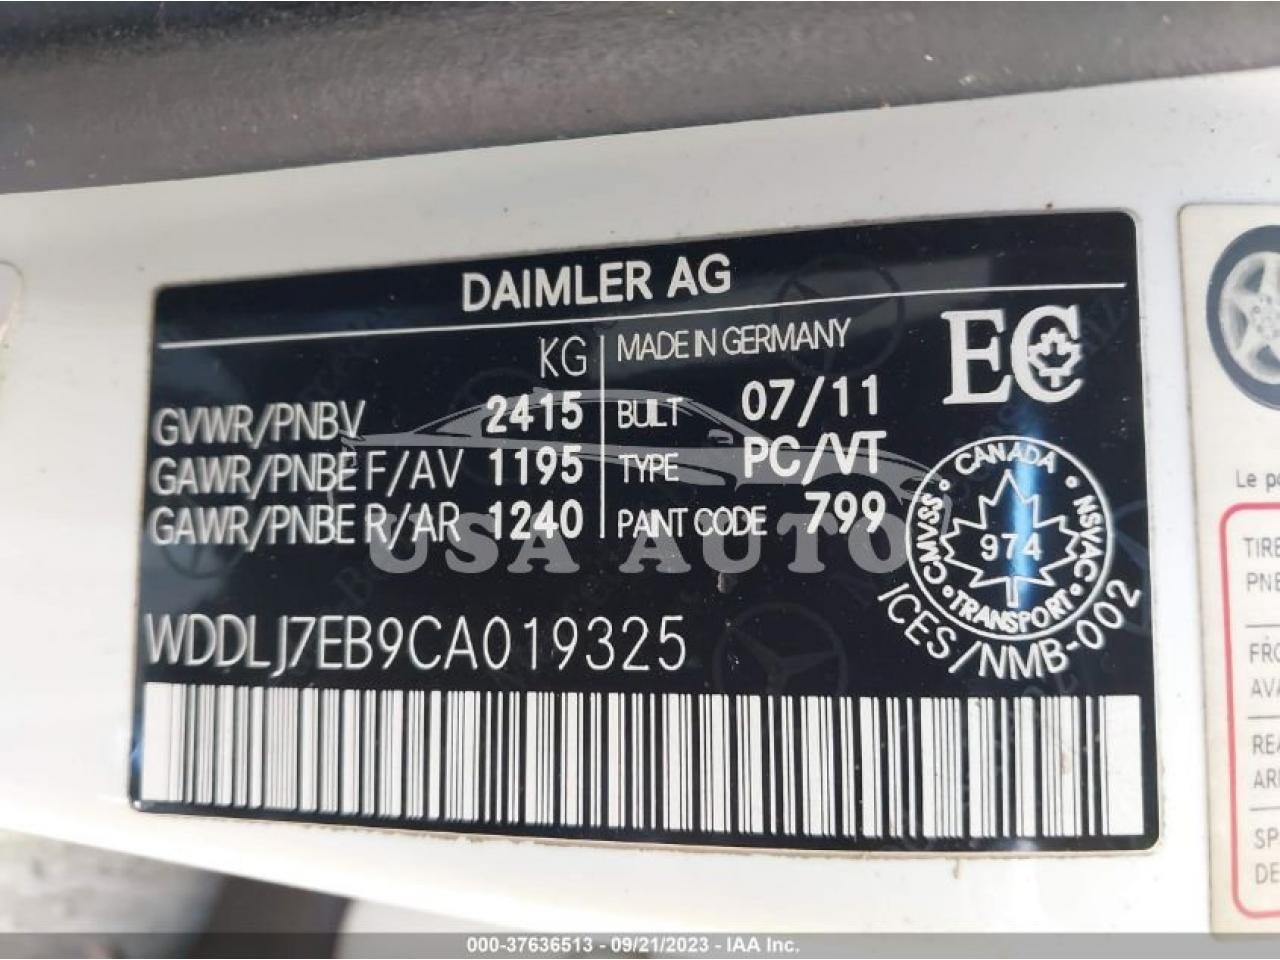 DAIMLER AG
KG
MADE IN GERMANY
GVWR/PNBV 2415
BUILT 07/11
GAWR/PNBE F/AV 1195
TYPE PC/VT
GAWR/PNBE R/AR 1240
PAINT CODE 799
EC
CANADA
CMVSS
974
NSVAC
TRANSPORT
ICES/NMB-002
WDDLJ7EB9CA019325
USA AUTO
Le po
TIRE
PNE
AVA
REA
SP
DE
000-37636513 - 09/21/2023 - IAA Inc.